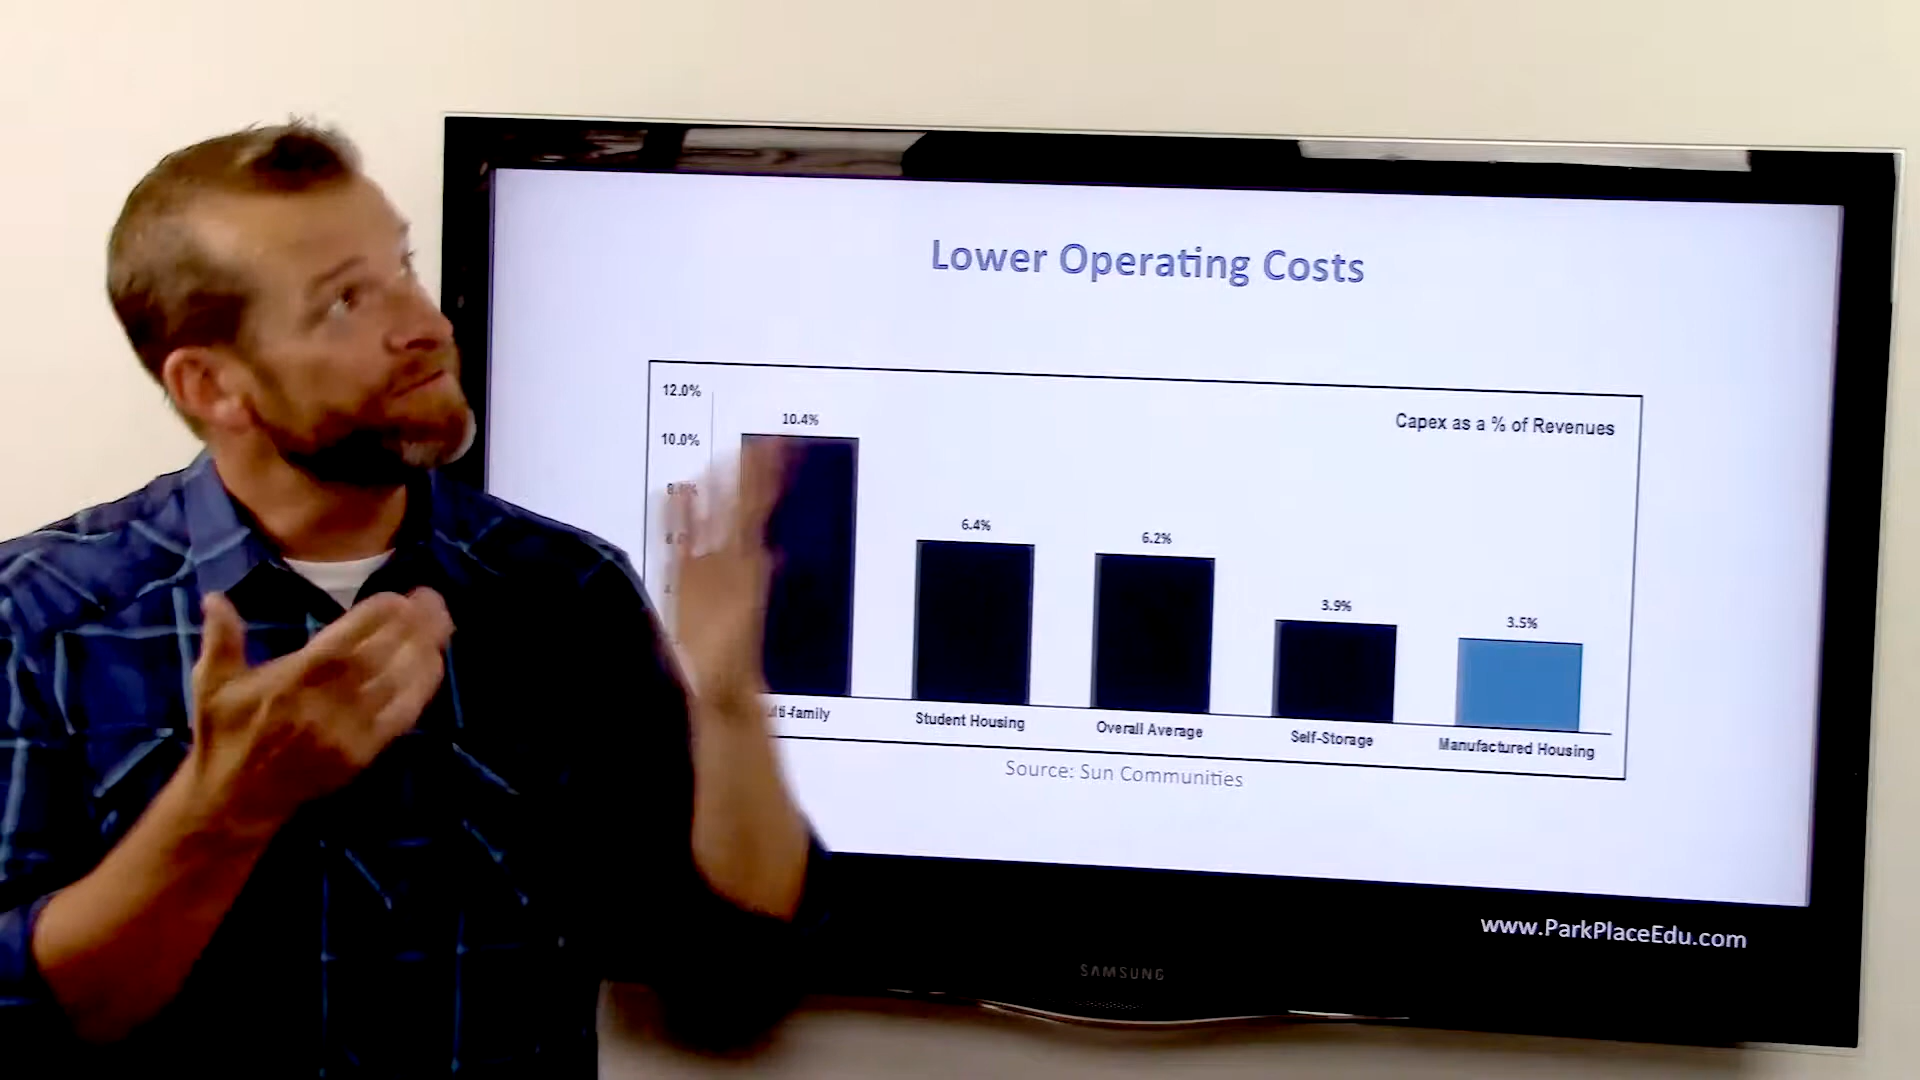 Lower Operating Costs
12.0%
10.4%
Capex as a % of Revenues
10.0%
6.4%
6.2%
3.9%
3.5%
Student Housing
Overall Average
Self-Storage
Manufactured Housing
Source: Sun Communities
www.ParkPlaceEdu.com
SAMSUNG